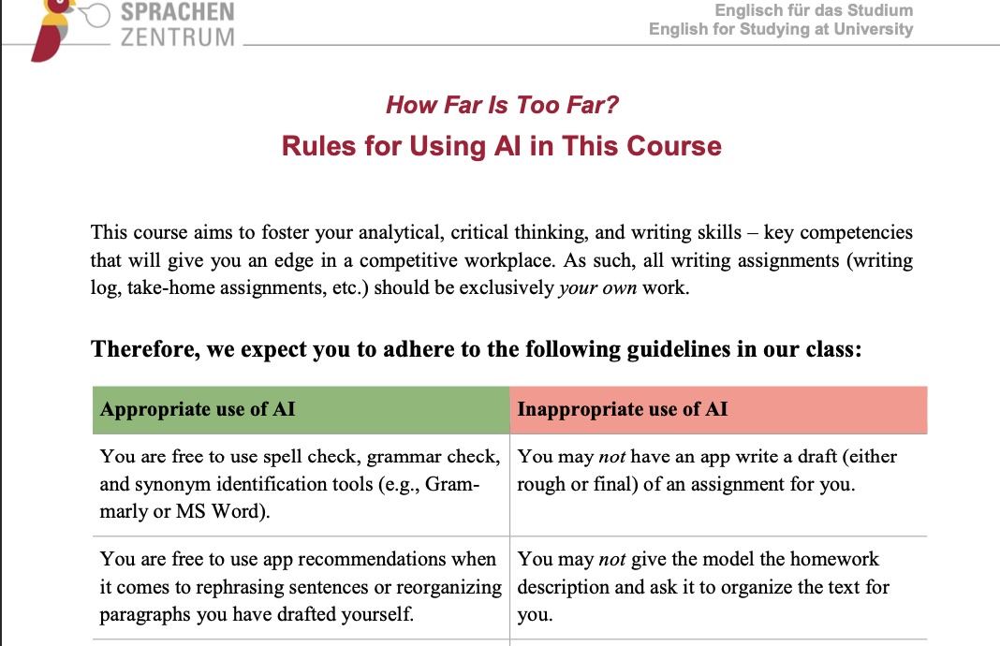 SPRACHEN
ZENTRUM
Englisch für das Studium
English for Studying at University
How Far Is Too Far?
Rules for Using AI in This Course
This course aims to foster your analytical, critical thinking, and writing skills – key competencies
that will give you an edge in a competitive workplace. As such, all writing assignments (writing
log, take-home assignments, etc.) should be exclusively your own work.
Therefore, we expect you to adhere to the following guidelines in our class:
Appropriate use of AI
Inappropriate use of AI
You are free to use spell check, grammar check,
and synonym identification tools (e.g., Gram-
marly or MS Word).
You may not have an app write a draft (either
rough or final) of an assignment for you.
You are free to use app recommendations when
it comes to rephrasing sentences or reorganizing
paragraphs you have drafted yourself.
You may not give the model the homework
description and ask it to organize the text for
you.